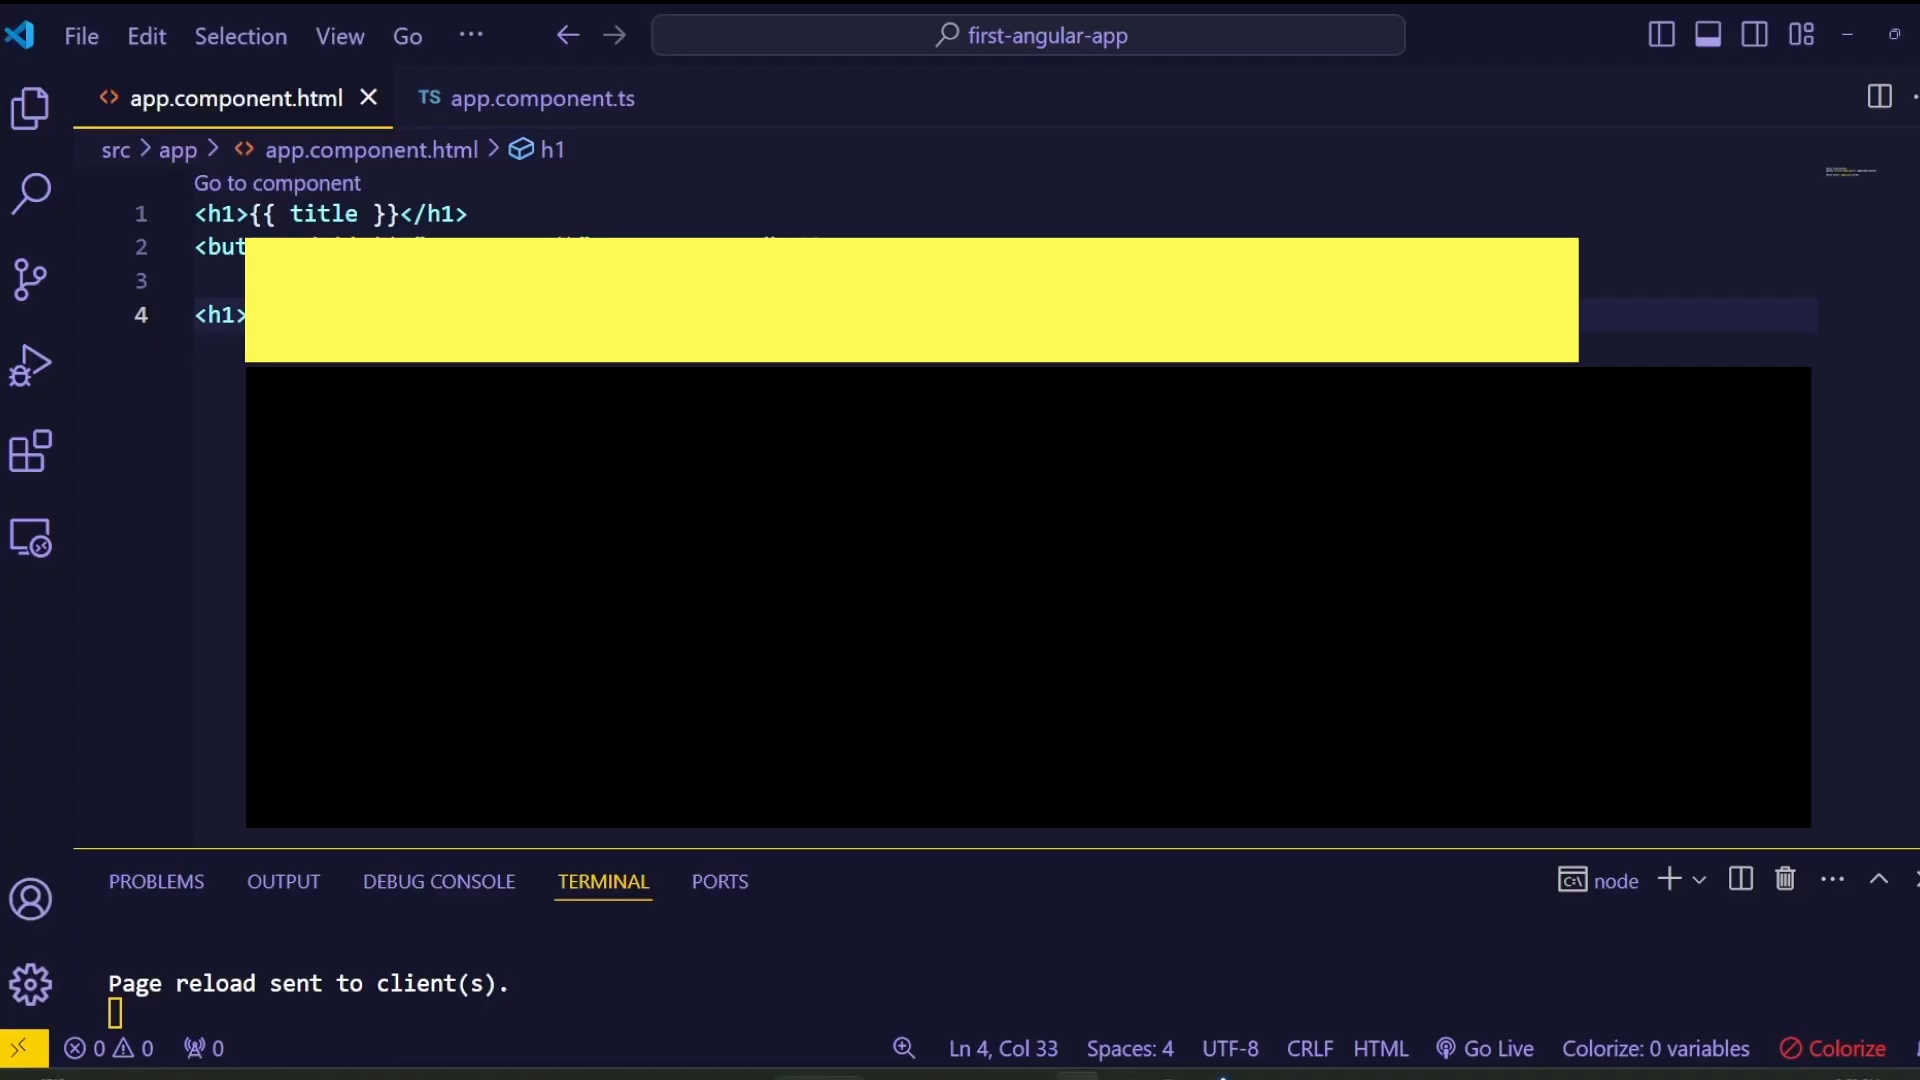 File Edit Selection View Go ··· first-angular-app
app.component.html TS app.component.ts
src > app > app.component.html > h1
Go to component
1 <h1>{{ title }}</h1>
2 <but
3
4 <h1>
PROBLEMS OUTPUT DEBUG CONSOLE TERMINAL PORTS node
Page reload sent to client(s).
0 0 0 Ln 4, Col 33 Spaces: 4 UTF-8 CRLF HTML Go Live Colorize: 0 variables Colorize